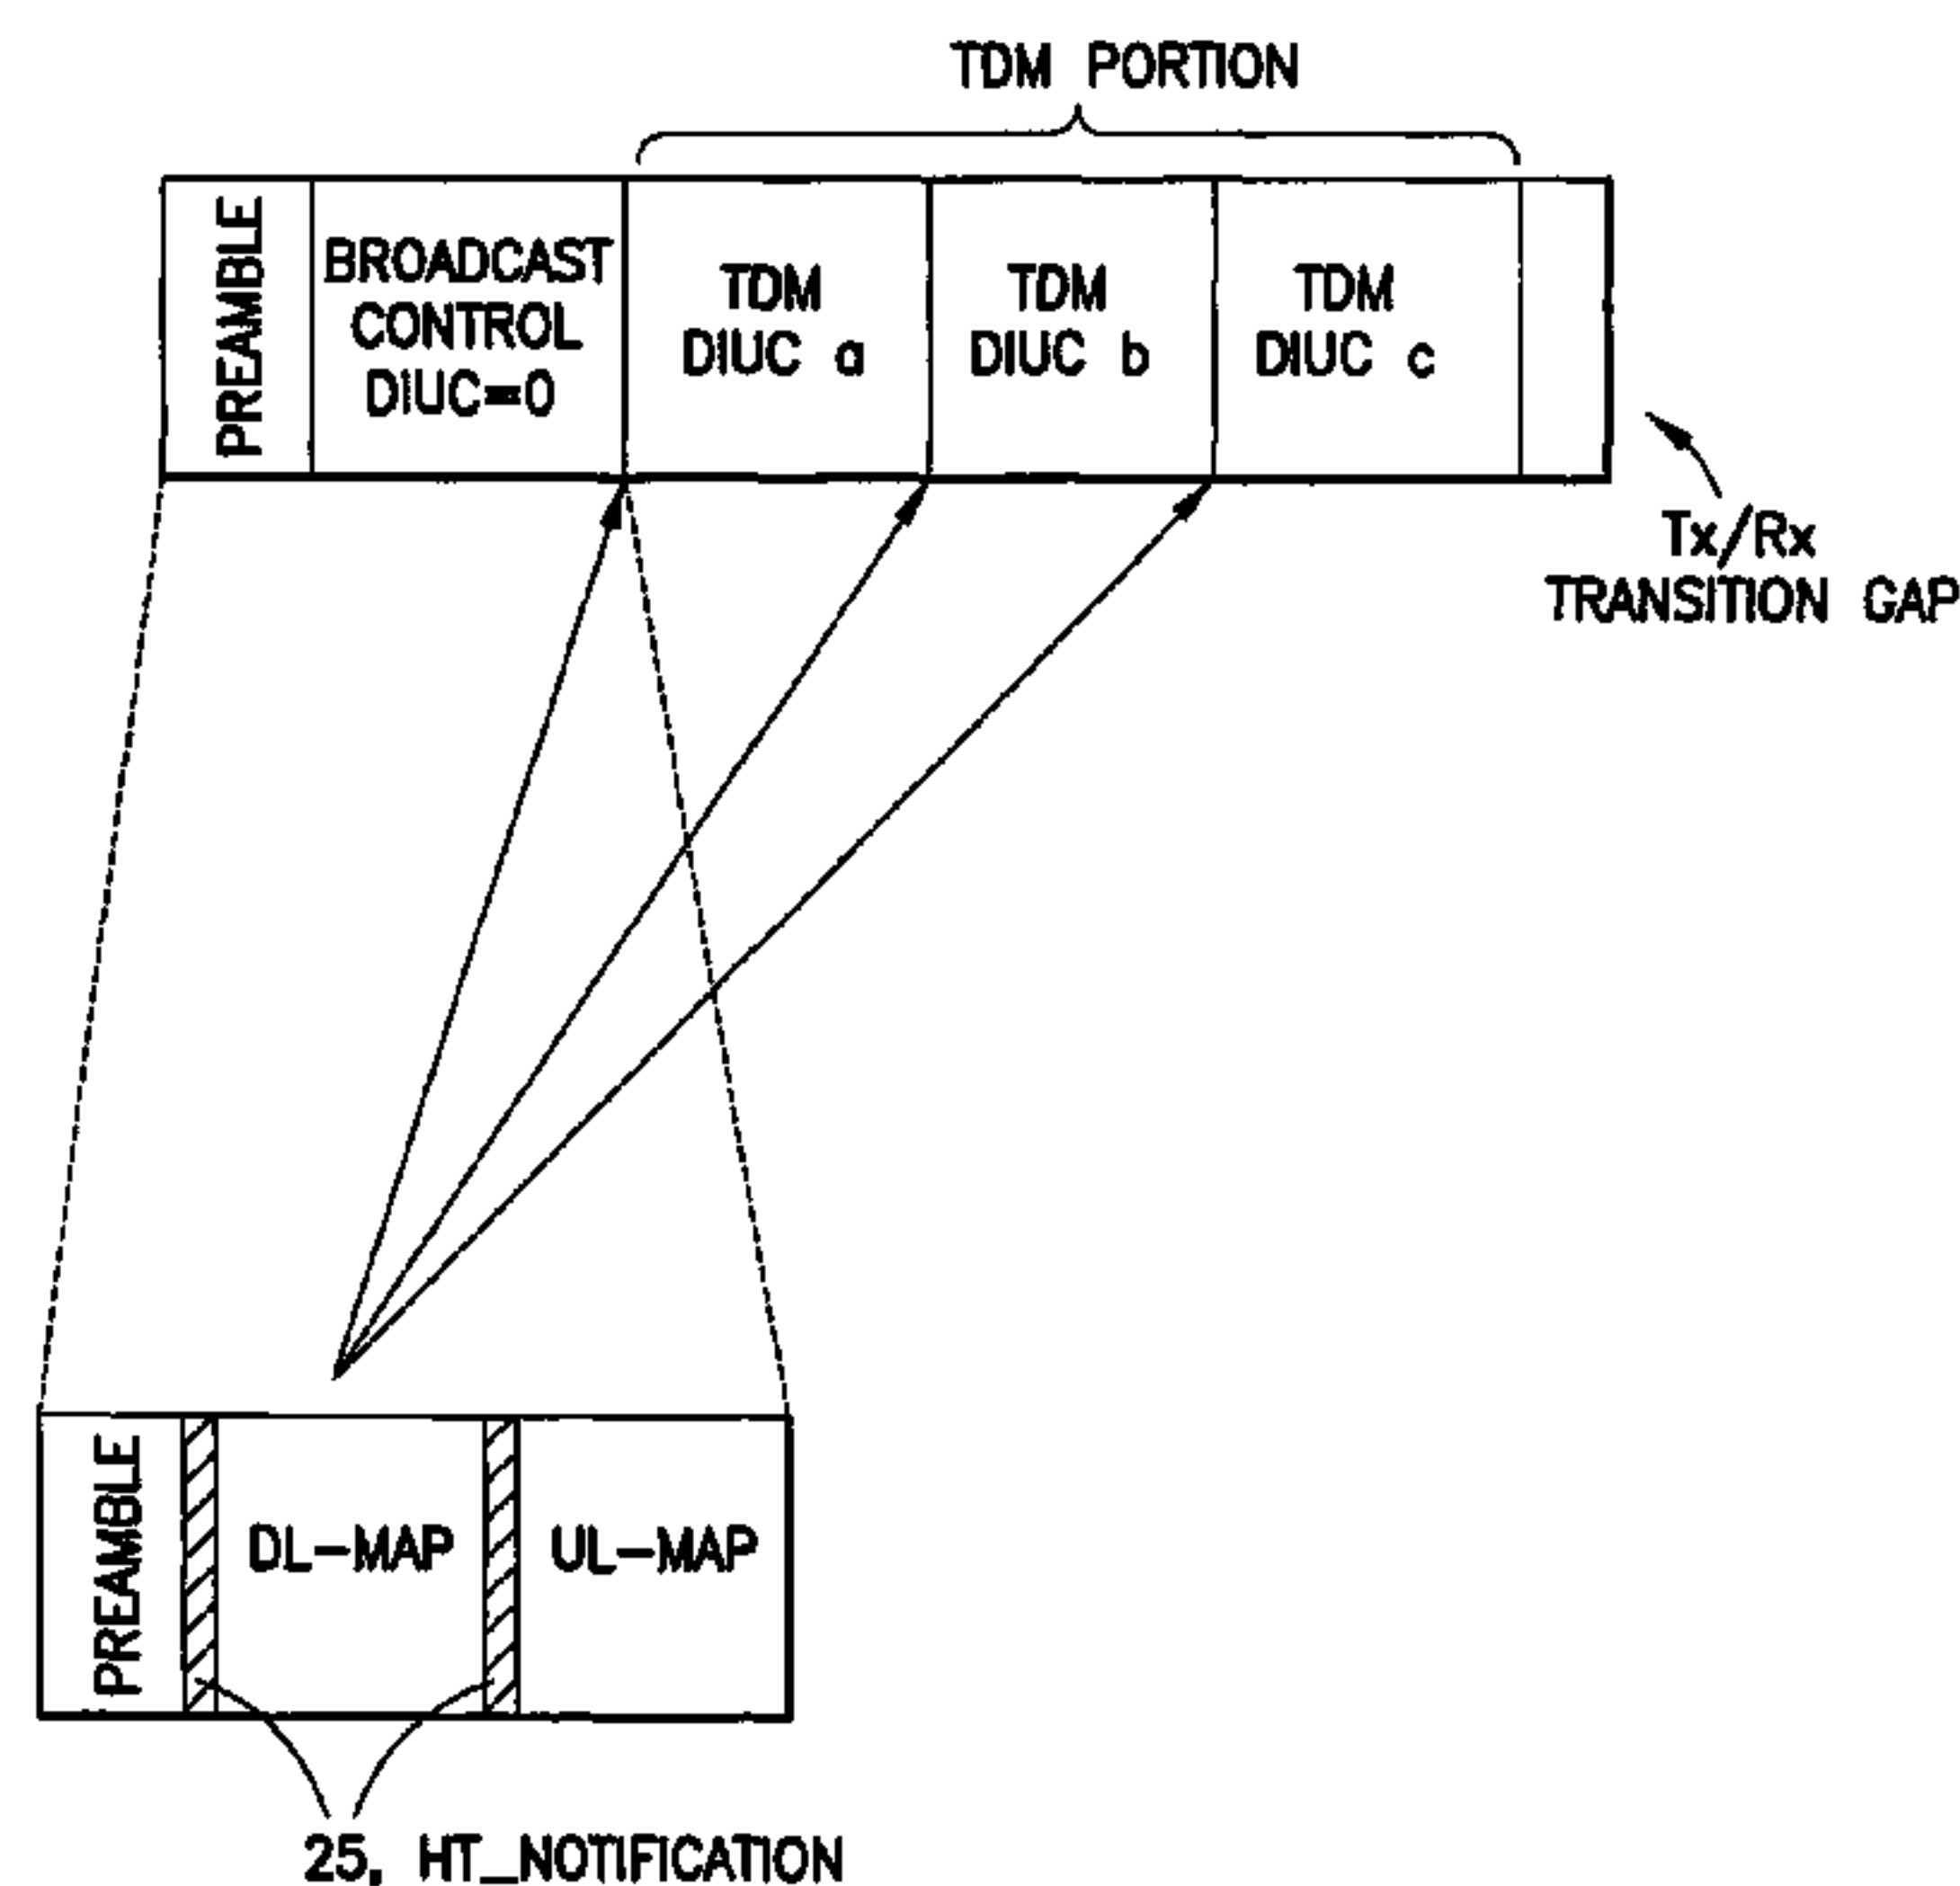 TDM PORTION
PREAMBLE
BROADCAST
CONTROL
DIUC=0
TDM
DIUC a
TDM
DIUC b
TDM
DIUC c
Tx/Rx
TRANSITION GAP
PREAMBLE
DL-MAP
UL-MAP
25, HT_NOTIFICATION